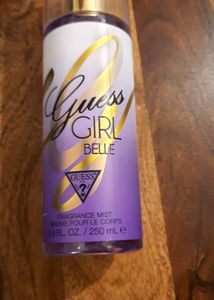 Guess
GIRL
BELLE
GUESS
?
FRAGRANCE MIST
BRUME POUR LE CORPS
8.4 FL. OZ. / 250 mL e